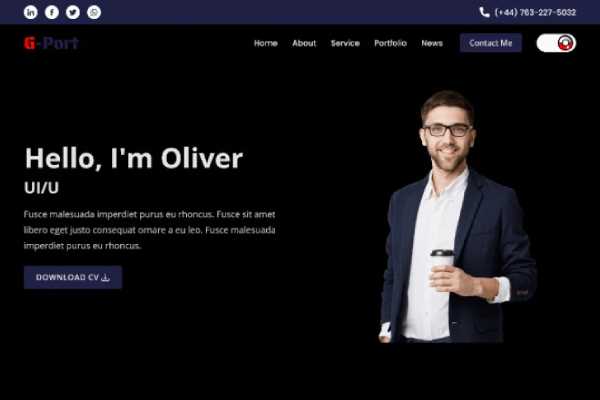 (+44) 763-227-5032
G-Port
Home About Service Portfolio News Contact Me
Hello, I'm Oliver
UI/U
Fusce malesuada imperdiet purus eu rhoncus. Fusce sit amet
libero eget justo consequat ornare a eu leo. Fusce malesuada
imperdiet purus eu rhoncus.
DOWNLOAD CV